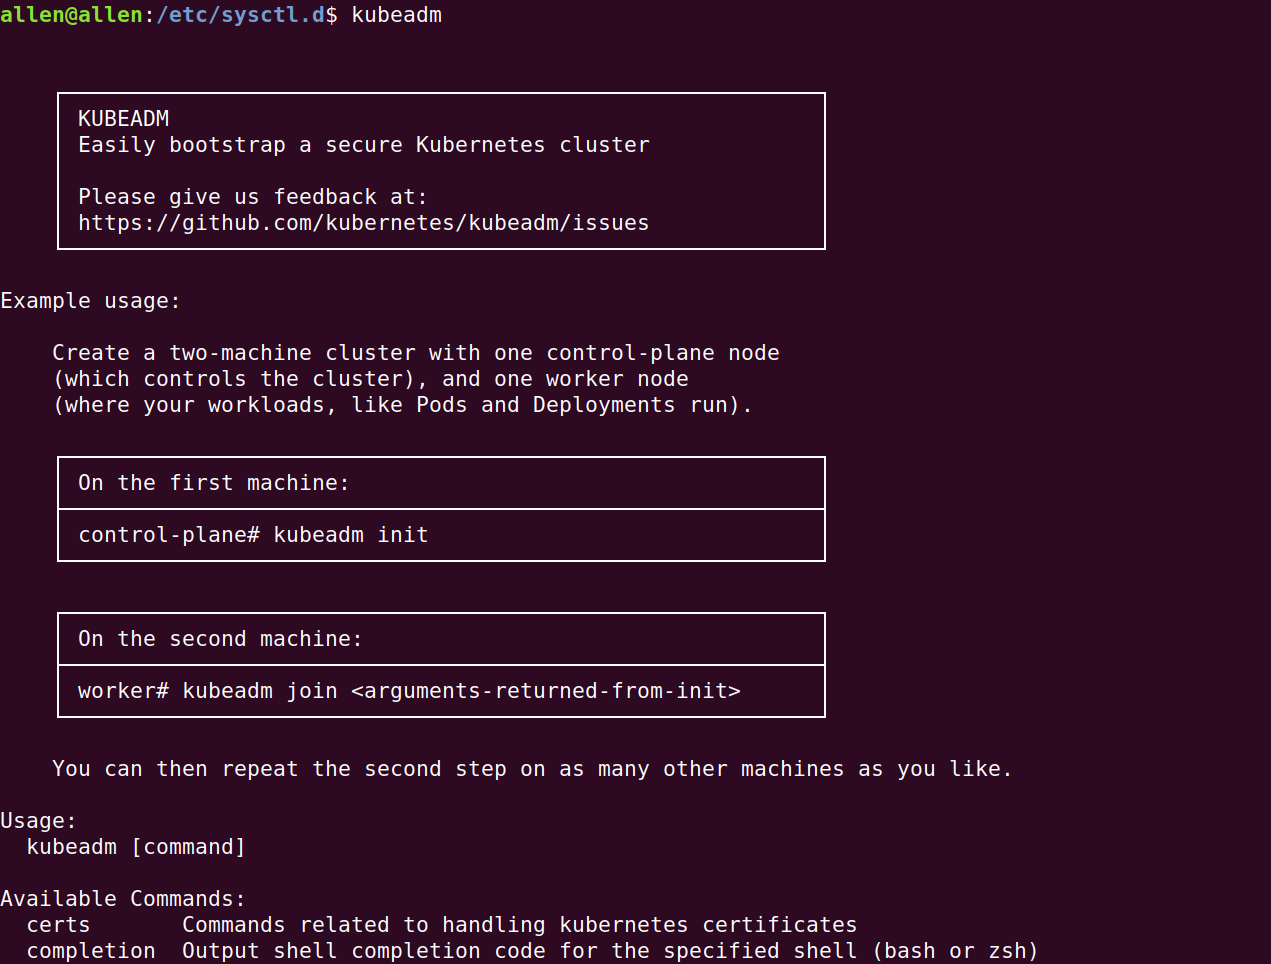 allen@allen:/etc/sysctl.d$ kubeadm
KUBEADM
Easily bootstrap a secure Kubernetes cluster
Please give us feedback at:
https://github.com/kubernetes/kubeadm/issues
Example usage:
Create a two-machine cluster with one control-plane node
(which controls the cluster), and one worker node
(where your workloads, like Pods and Deployments run).
On the first machine:
control-plane# kubeadm init
On the second machine:
worker# kubeadm join <arguments-returned-from-init>
You can then repeat the second step on as many other machines as you like.
Usage:
kubeadm [command]
Available Commands:
certs       Commands related to handling kubernetes certificates
completion  Output shell completion code for the specified shell (bash or zsh)